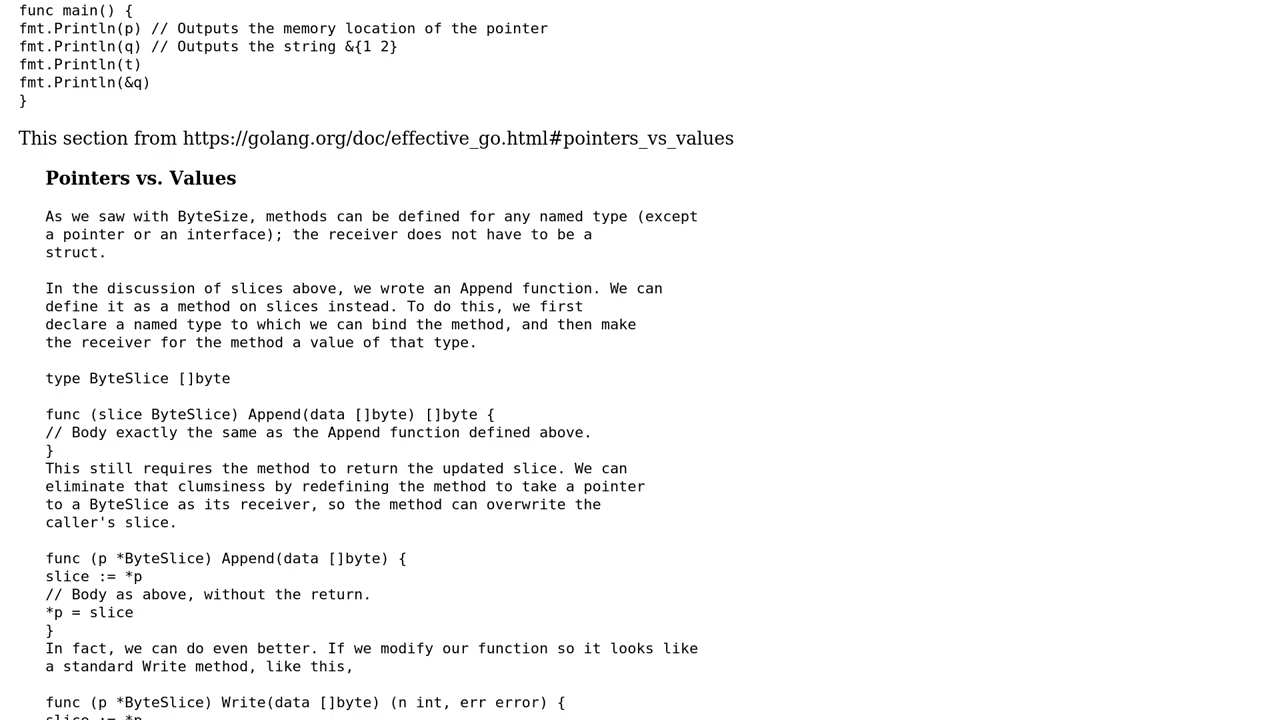 func main() {
fmt.Println(p) // Outputs the memory location of the pointer
fmt.Println(q) // Outputs the string &{1 2}
fmt.Println(t)
fmt.Println(&q)
}
This section from https://golang.org/doc/effective_go.html#pointers_vs_values
Pointers vs. Values
As we saw with ByteSize, methods can be defined for any named type (except
a pointer or an interface); the receiver does not have to be a
struct.
In the discussion of slices above, we wrote an Append function. We can
define it as a method on slices instead. To do this, we first
declare a named type to which we can bind the method, and then make
the receiver for the method a value of that type.
type ByteSlice []byte
func (slice ByteSlice) Append(data []byte) []byte {
// Body exactly the same as the Append function defined above.
}
This still requires the method to return the updated slice. We can
eliminate that clumsiness by redefining the method to take a pointer
to a ByteSlice as its receiver, so the method can overwrite the
caller's slice.
func (p *ByteSlice) Append(data []byte) {
slice := *p
// Body as above, without the return.
*p = slice
}
In fact, we can do even better. If we modify our function so it looks like
a standard Write method, like this,
func (p *ByteSlice) Write(data []byte) (n int, err error) {
slice := *p